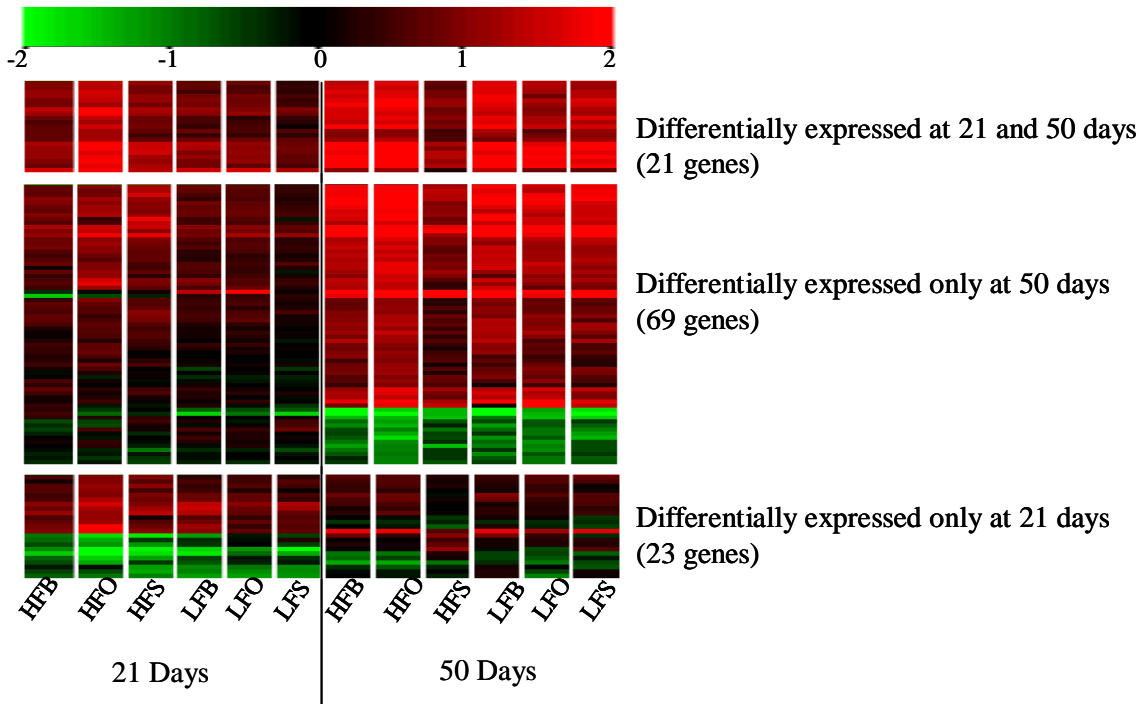 -2 -1 0 1 2
Differentially expressed at 21 and 50 days
(21 genes)
Differentially expressed only at 50 days
(69 genes)
Differentially expressed only at 21 days
(23 genes)
HFB HFO HFS LFB LFO LFS HFB HFO HFS LFB LFO LFS
21 Days 50 Days